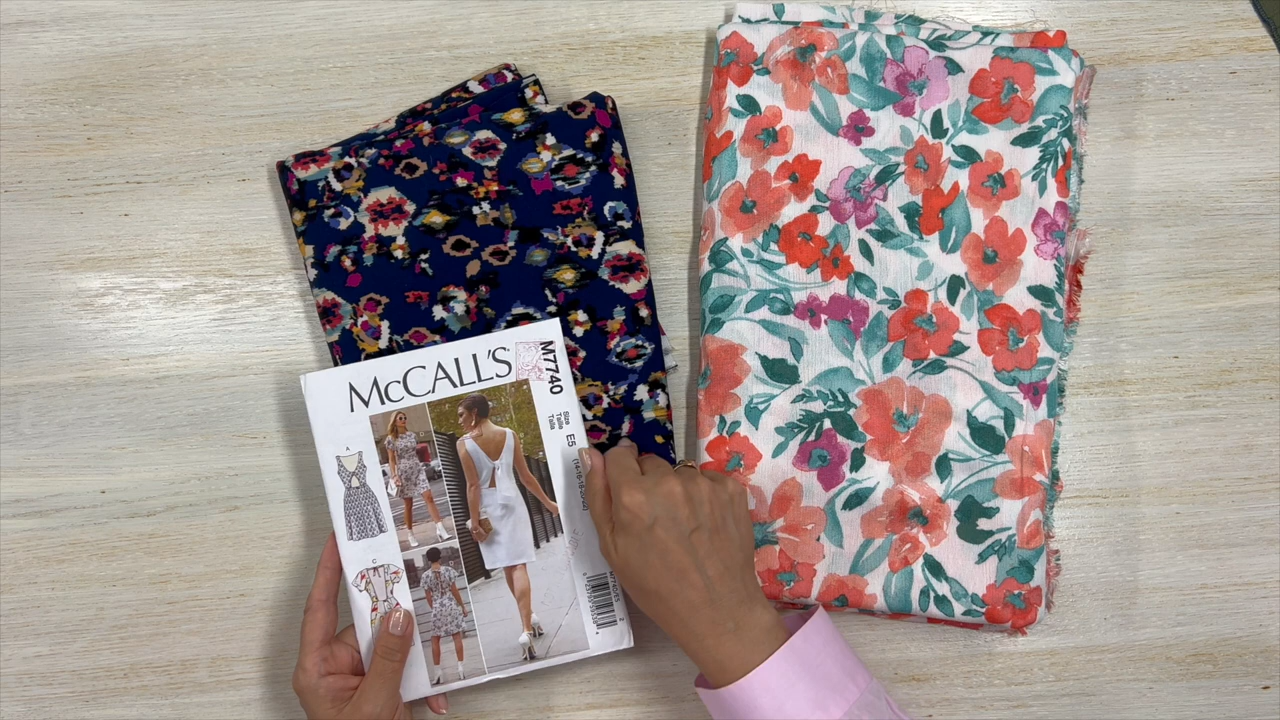 McCALL'S
M7740
Size
Taille
Talla
E5
(14-16-18-20-22)
A
D
C